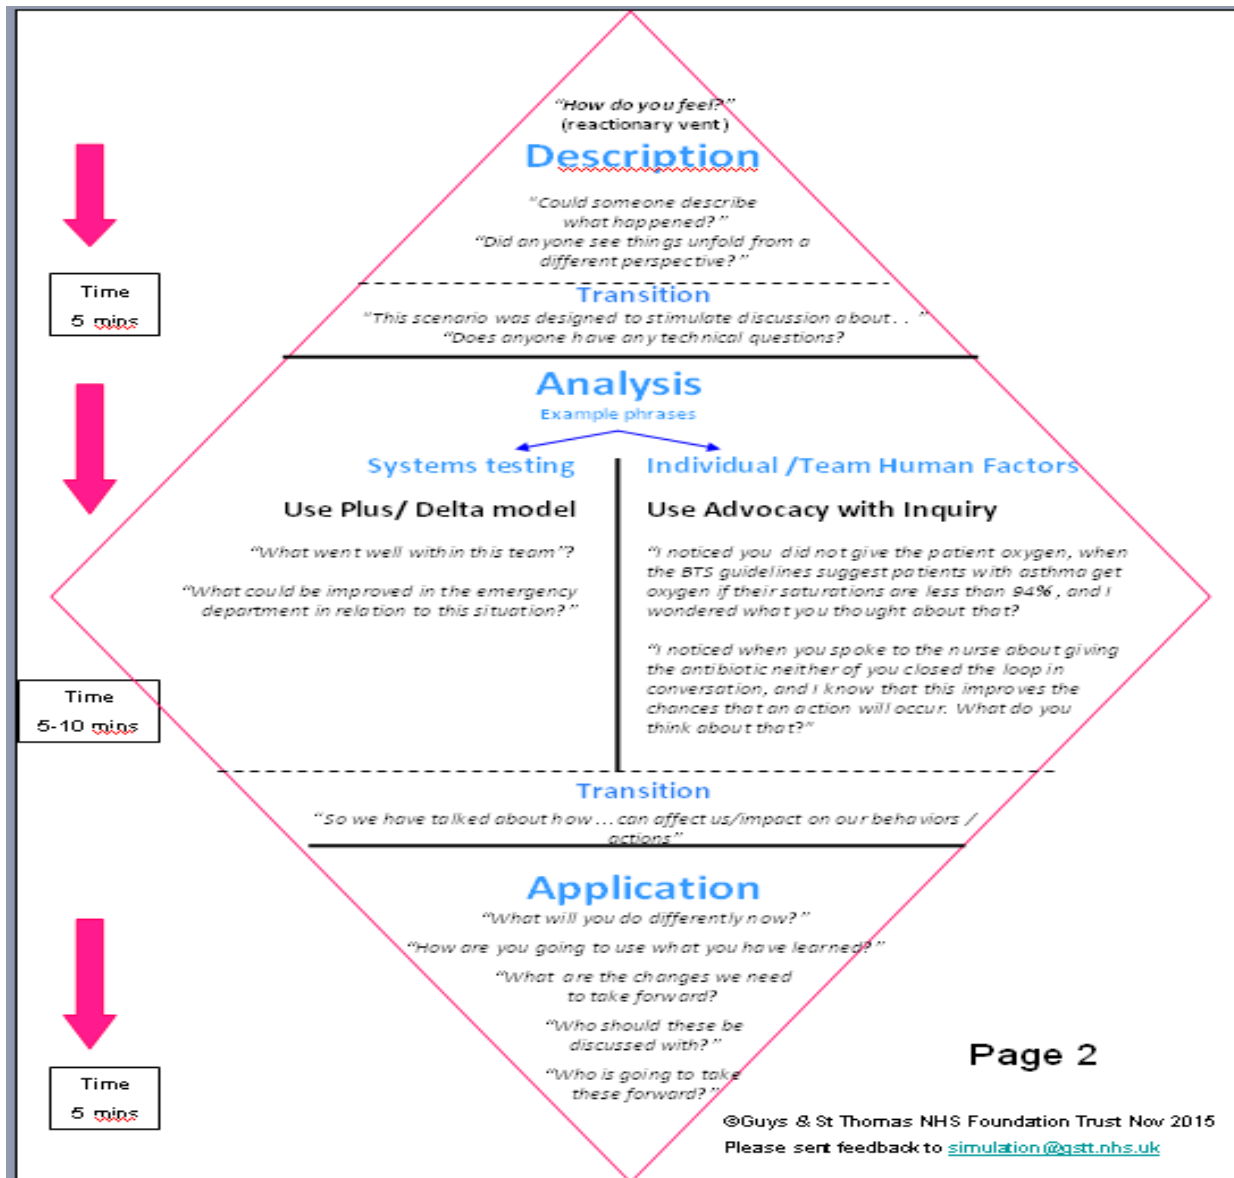 “How do you feel?”
(reactionary vent)
Description
“Could someone describe
what happened?”
“Did anyone see things unfold from a
different perspective?”
Time
5 mins
Transition
“This scenario was designed to stimulate discussion about. . ”
“Does anyone have any technical questions?
Analysis
Example phrases
Systems testing
Use Plus/ Delta model
“What went well within this team”?
“What could be improved in the emergency
department in relation to this situation?”
Individual /Team Human Factors
Use Advocacy with Inquiry
“I noticed you did not give the patient oxygen, when
the BTS guidelines suggest patients with asthma get
oxygen if their saturations are less than 94% , and I
wondered what you thought about that?
“I noticed when you spoke to the nurse about giving
the antibiotic neither of you closed the loop in
conversation, and I know that this improves the
chances that an action will occur. What do you
think about that?”
Time
5-10 mins
Transition
“So we have talked about how ...can affect us/impact on our behaviors /
actions”
Application
“What will you do differently now?”
“How are you going to use what you have learned?”
“What are the changes we need
to take forward?
“Who should these be
discussed with?”
“Who is going to take
these forward?”
Time
5 mins
Page 2
©Guys & St Thomas NHS Foundation Trust Nov 2015
Please sent feedback to simulation@gstt.nhs.uk